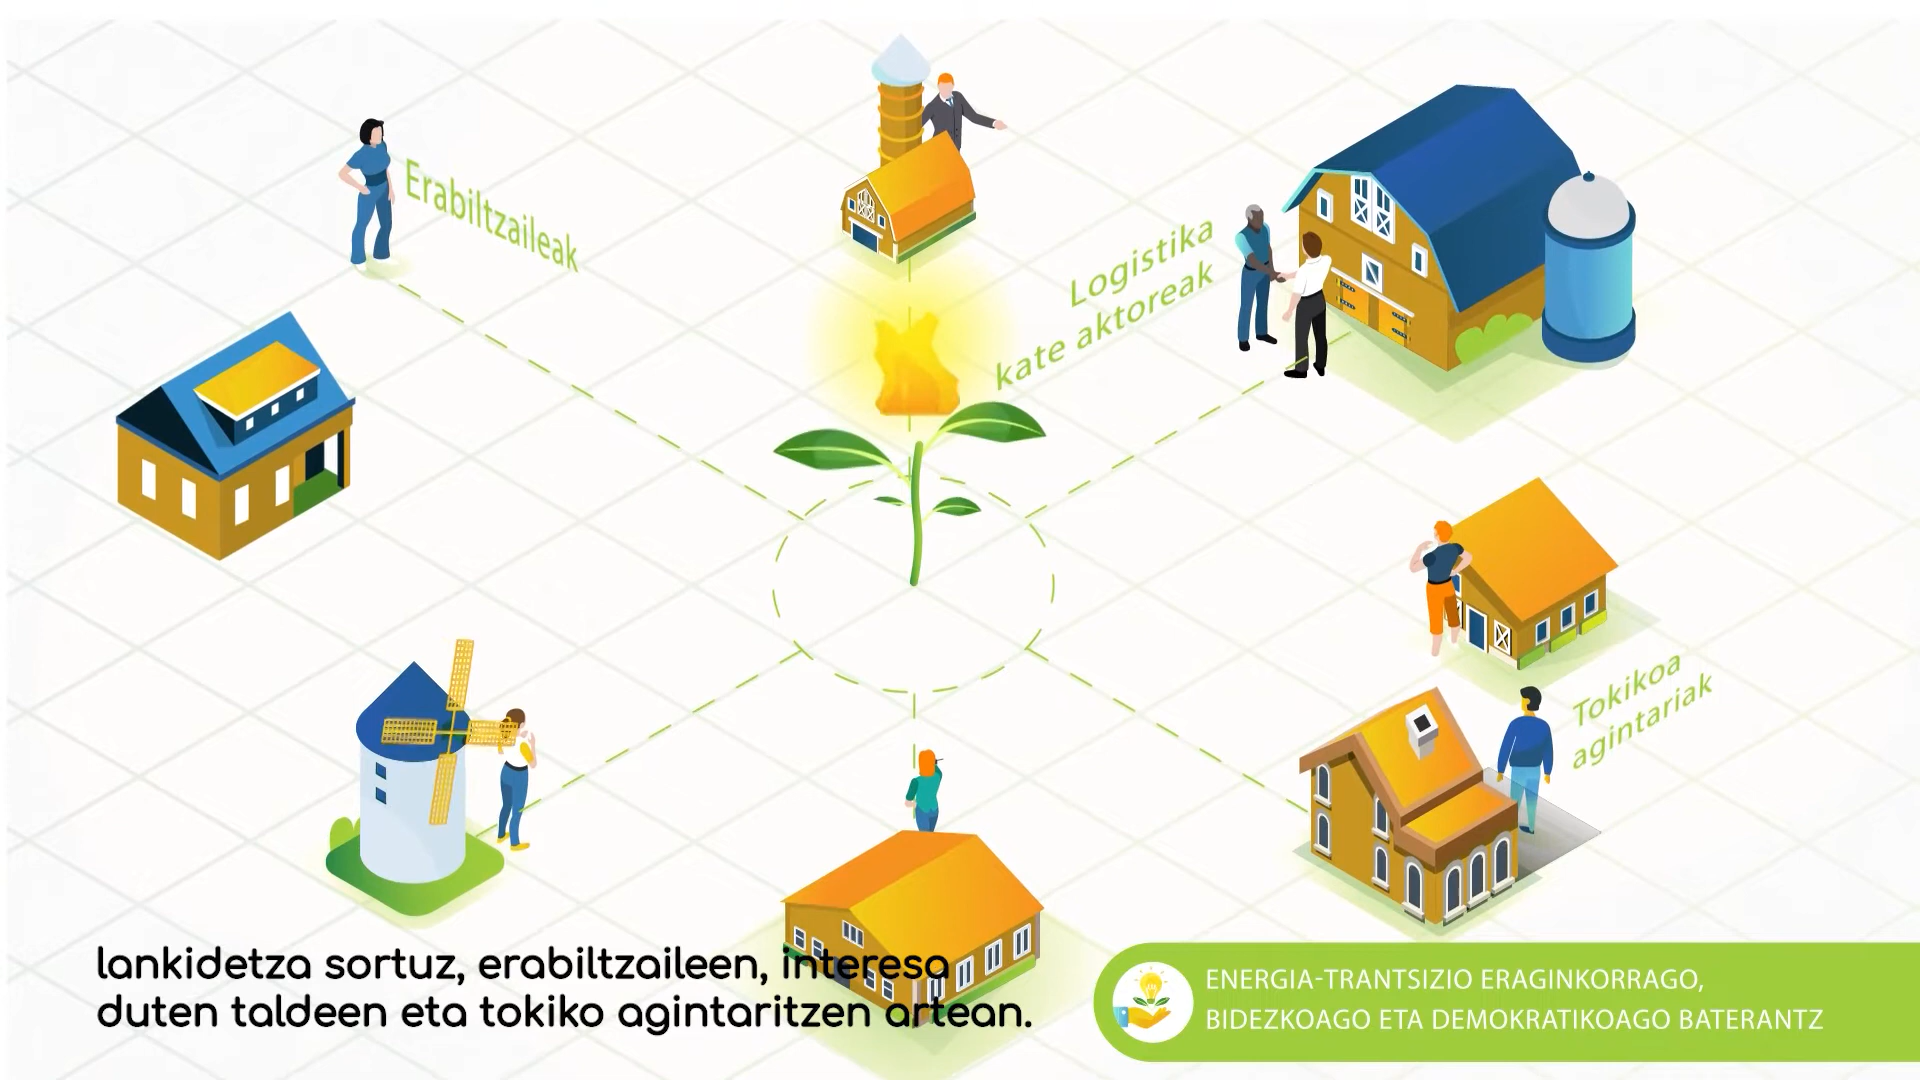 Erabiltzaileak
Logistika
kate aktoreak
Tokikoa
agintariak
lankidetza sortuz, erabiltzaileen, interesa
duten taldeen eta tokiko agintaritzen artean.
ENERGIA-TRANTSIZIO ERAGINKORRAGO,
BIDEZKOAGO ETA DEMOKRATIKOAGO BATERANTZ